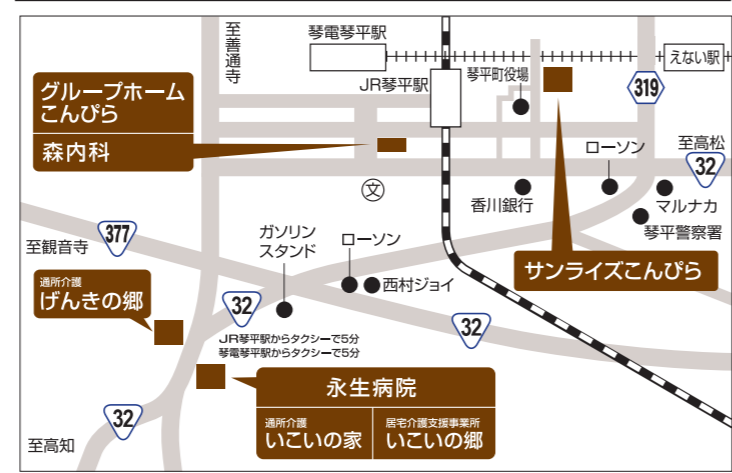 至善通寺
琴電琴平駅
えない駅
JR琴平駅
琴平町役場
319
グループホーム
こんぴら
森内科
ローソン
至高松
32
文
香川銀行
マルナカ
琴平警察署
377
至観音寺
ガソリン
スタンド
ローソン
西村ジョイ
サンライズこんぴら
通所介護
げんきの郷
32
32
JR琴平駅からタクシーで5分
琴電琴平駅からタクシーで5分
永生病院
通所介護
いこいの家
居宅介護支援事業所
いこいの郷
32
至高知